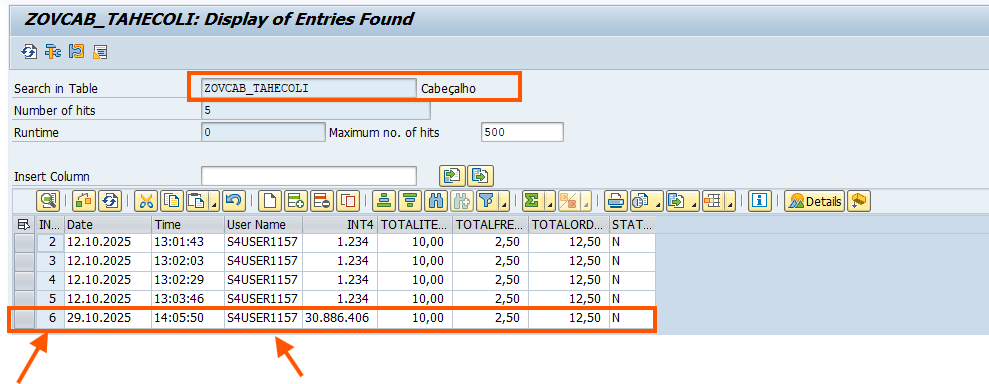 ZOVCAB_TAHECOLI: Display of Entries Found
Search in Table ZOVCAB_TAHECOLI Cabeçalho
Number of hits 5
Runtime 0 Maximum no. of hits 500
Insert Column
Details
IN... Date Time User Name INT4 TOTALITE... TOTALFRE... TOTALORD... STAT...
2 12.10.2025 13:01:43 S4USER1157 1.234 10,00 2,50 12,50 N
3 12.10.2025 13:02:03 S4USER1157 1.234 10,00 2,50 12,50 N
4 12.10.2025 13:02:29 S4USER1157 1.234 10,00 2,50 12,50 N
5 12.10.2025 13:03:46 S4USER1157 1.234 10,00 2,50 12,50 N
6 29.10.2025 14:05:50 S4USER1157 30.886.406 10,00 2,50 12,50 N